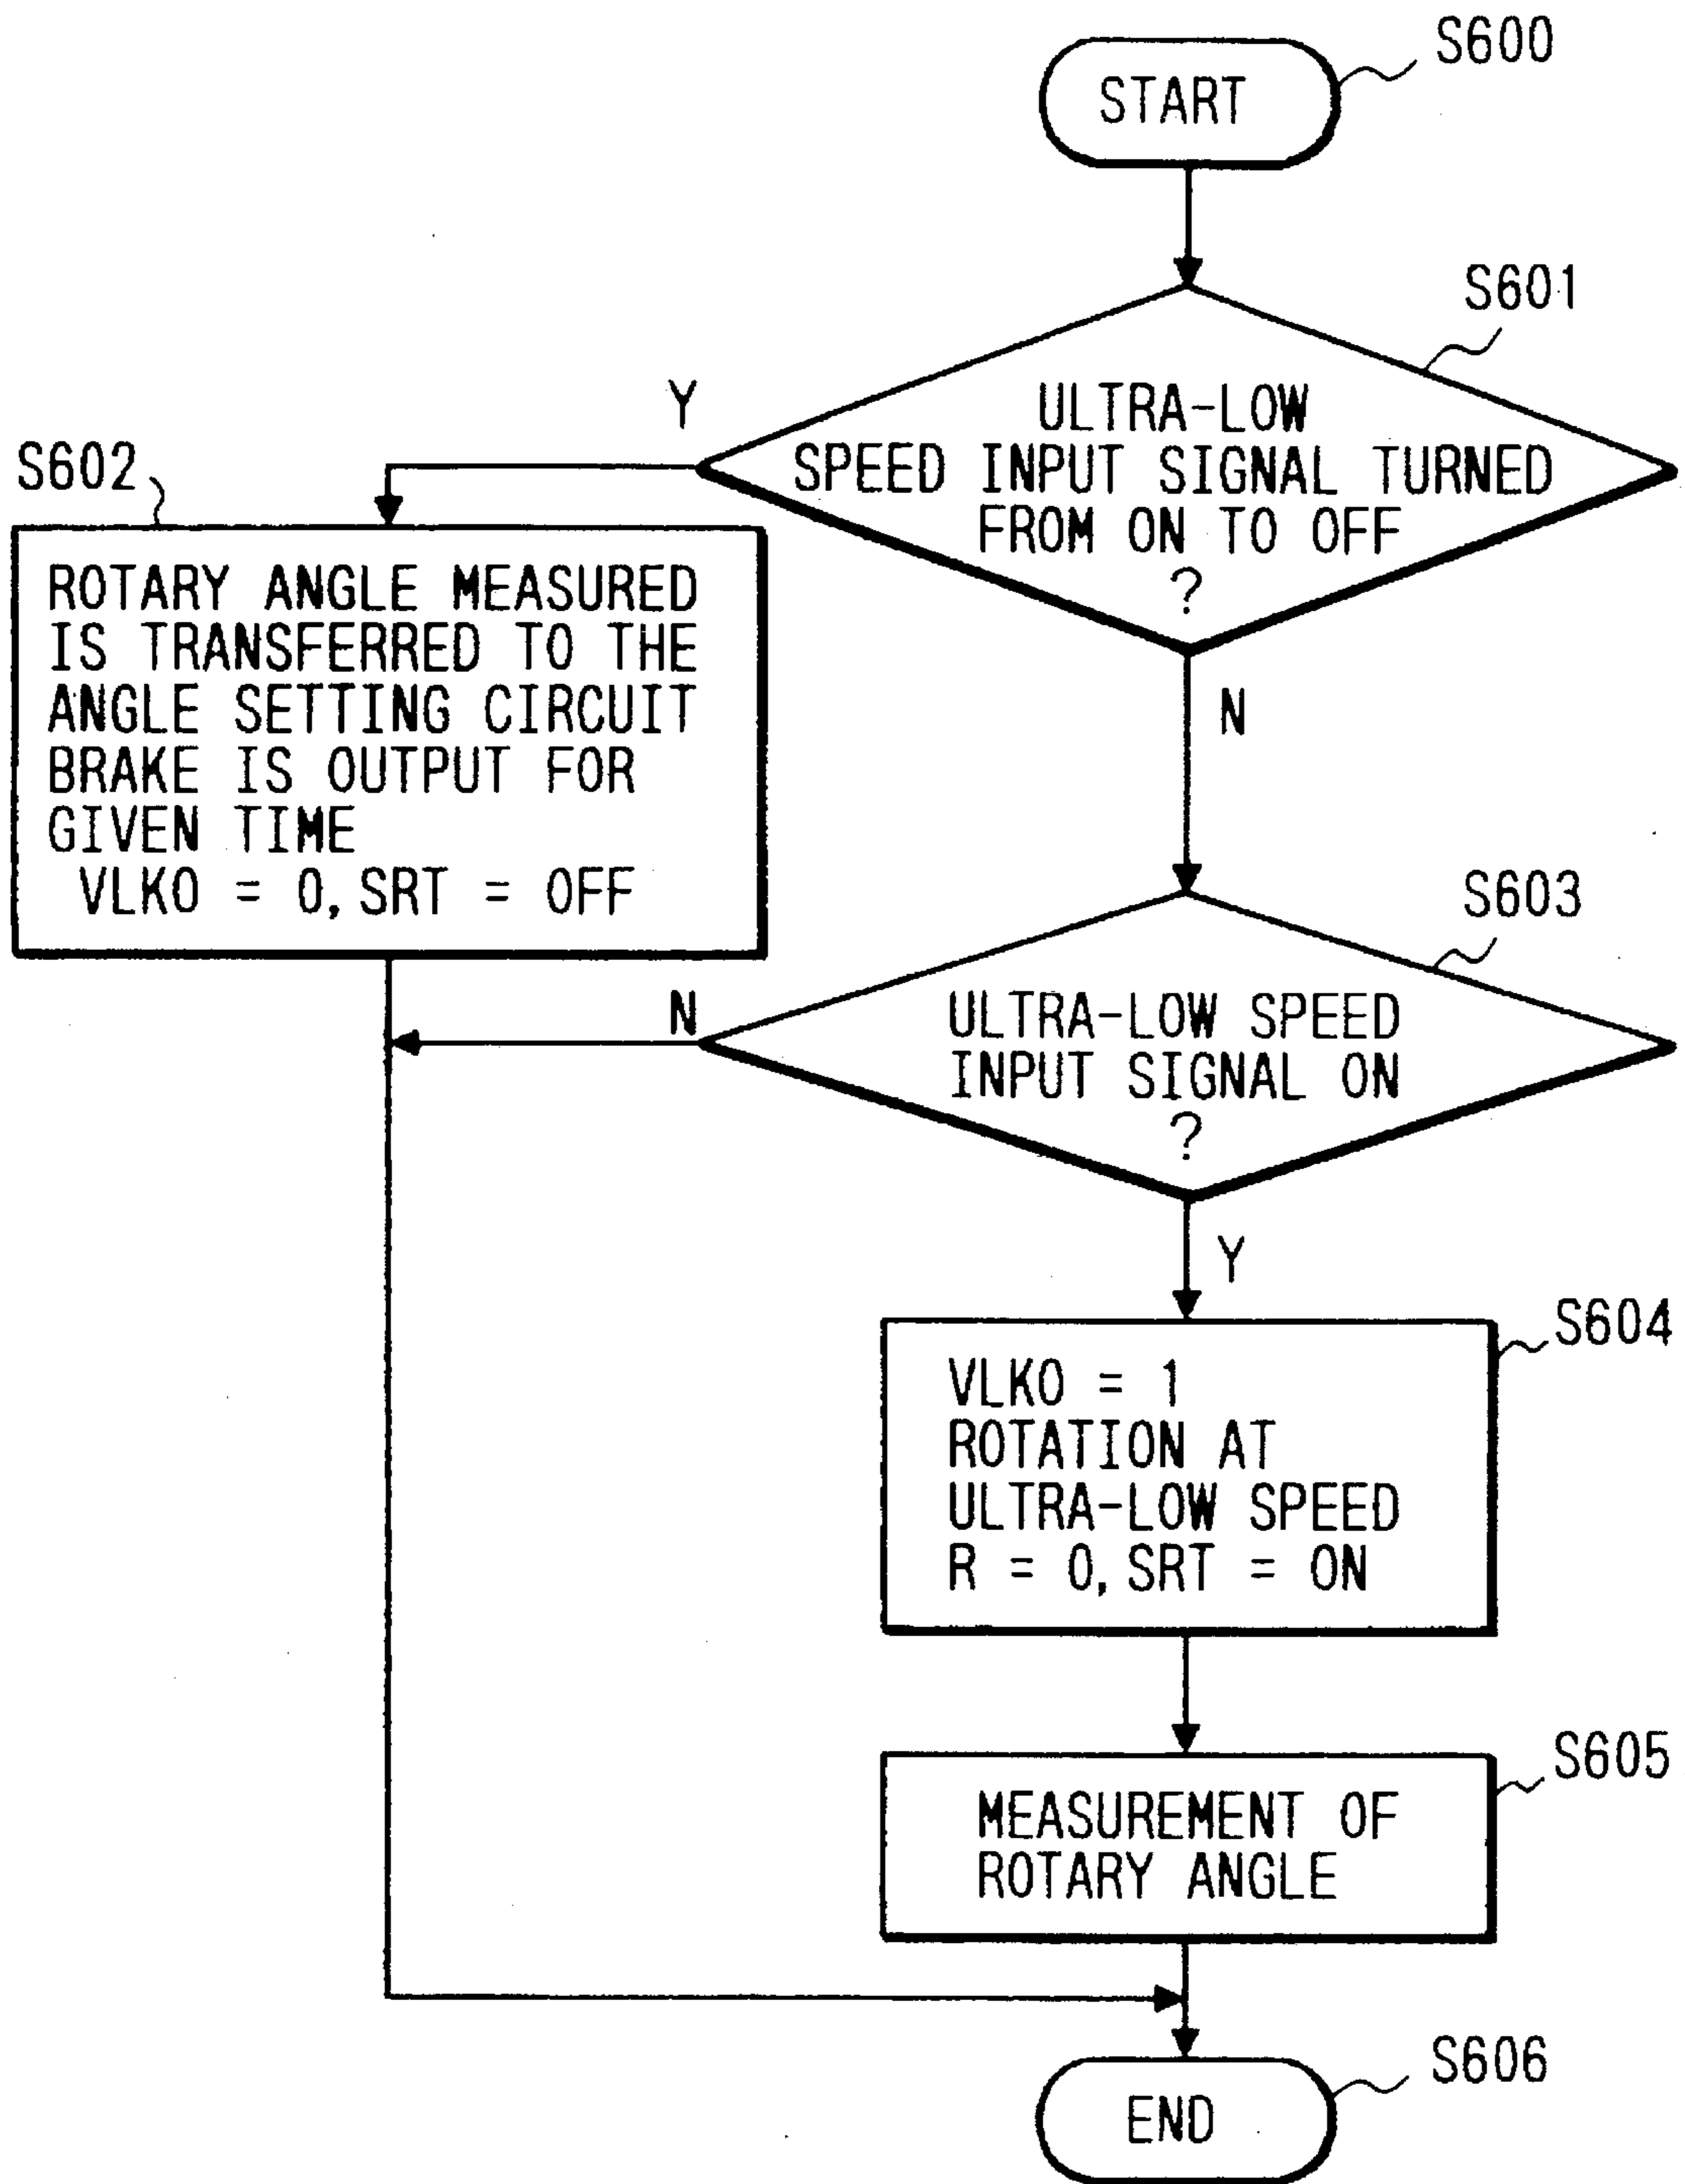 START
S600
S601
ULTRA-LOW
SPEED INPUT SIGNAL TURNED
FROM ON TO OFF
?
Y
N
S602
ROTARY ANGLE MEASURED
IS TRANSFERRED TO THE
ANGLE SETTING CIRCUIT
BRAKE IS OUTPUT FOR
GIVEN TIME
VLK0 = 0, SRT = OFF
S603
ULTRA-LOW SPEED
INPUT SIGNAL ON
?
N
Y
S604
VLK0 = 1
ROTATION AT
ULTRA-LOW SPEED
R = 0, SRT = ON
S605
MEASUREMENT OF
ROTARY ANGLE
S606
END